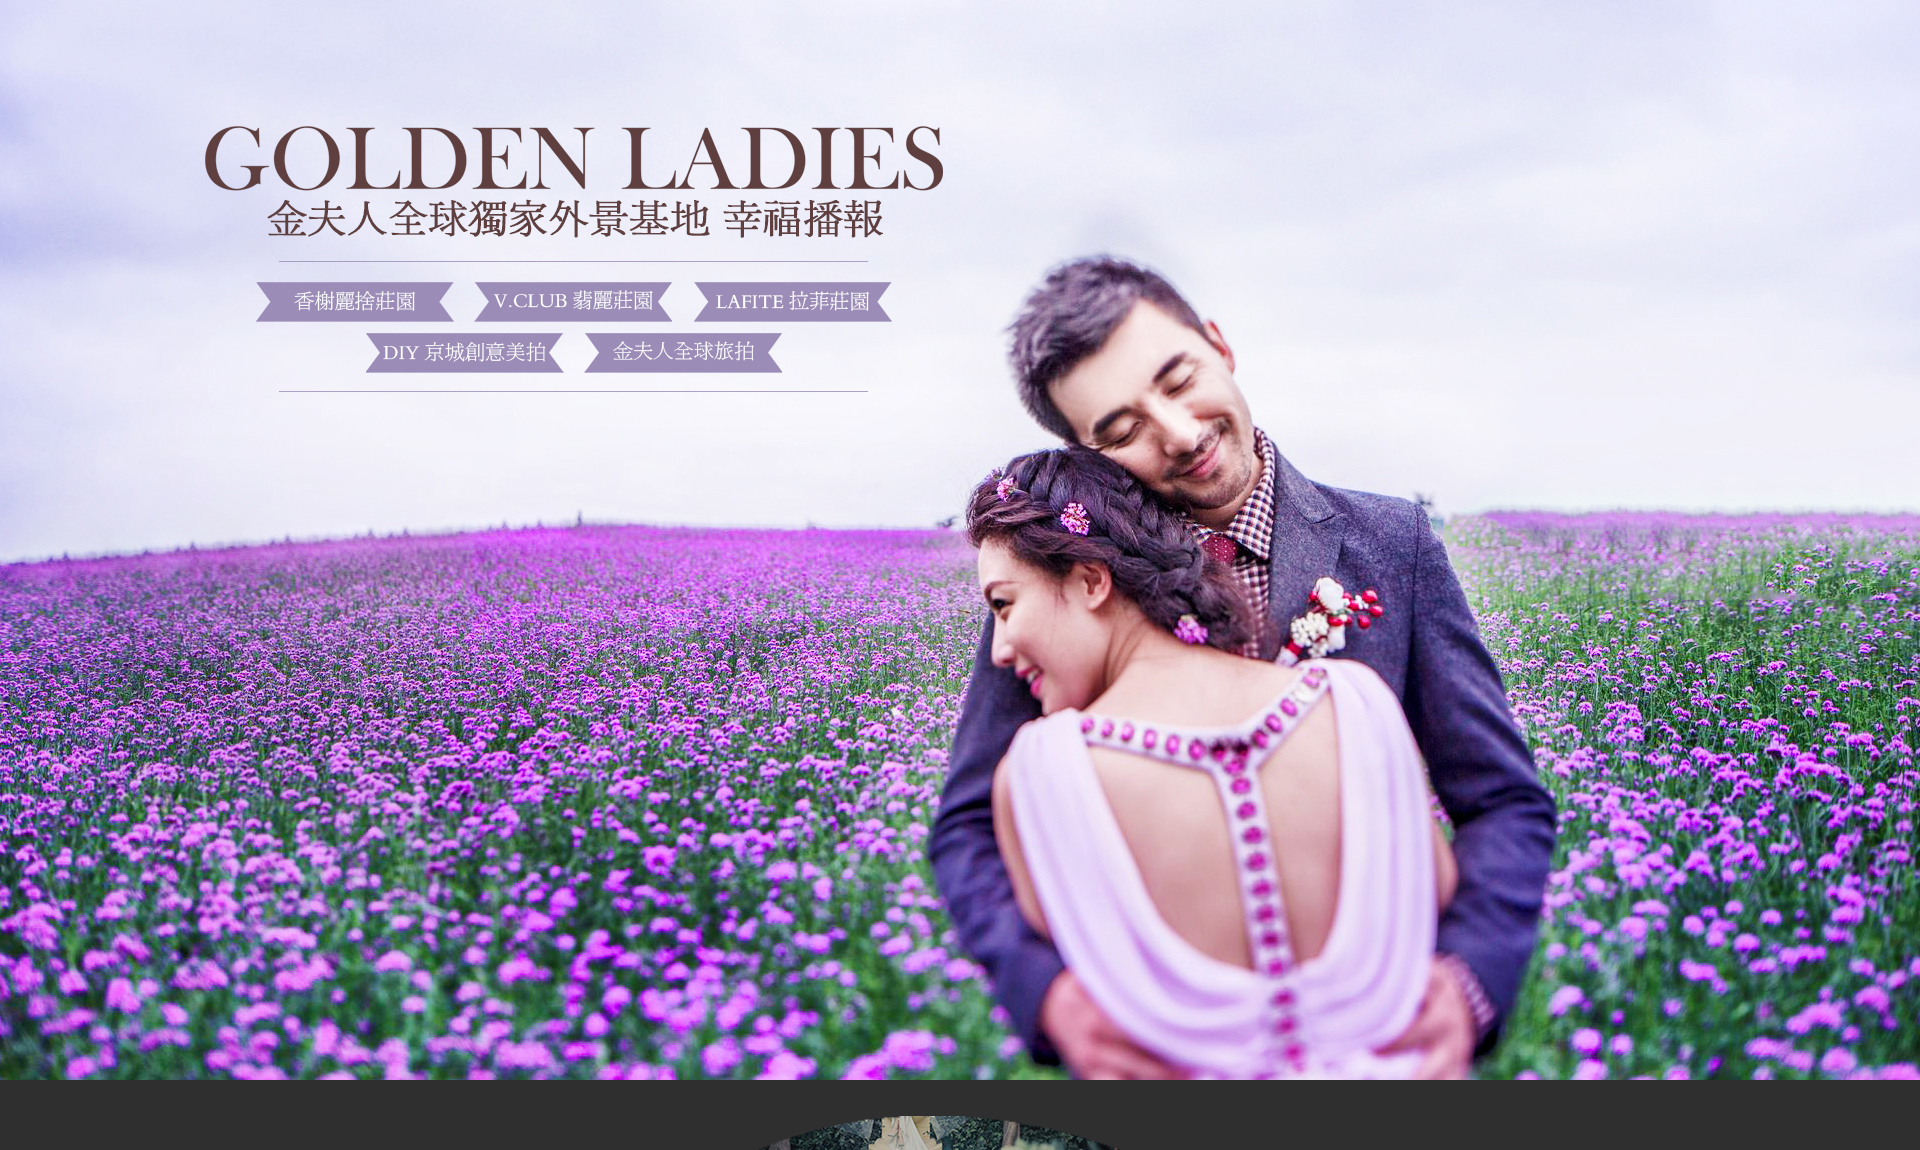 GOLDEN LADIES
金夫人全球獨家外景基地 幸福播報
香榭麗捨莊園
V.CLUB 翡麗莊園
LAFITE 拉菲莊園
DIY 京城創意美拍
金夫人全球旅拍